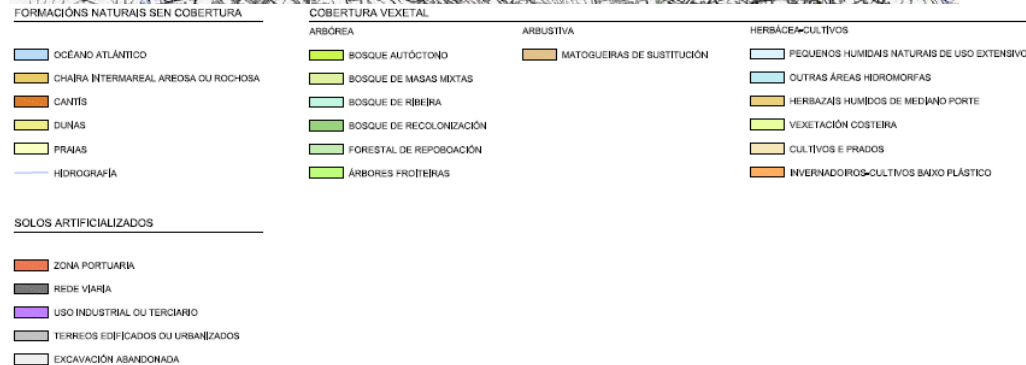 FORMACIÓNS NATURAIS SEN COBERTURA
OCÉANO ATLÁNTICO
CHAIRA INTERMAREAL AREOSA OU ROCHOSA
CANTÍS
DUNAS
PRAIAS
HIDROGRAFÍA
COBERTURA VEXETAL
ARBÓREA
BOSQUE AUTÓCTONO
BOSQUE DE MASAS MIXTAS
BOSQUE DE RIBEIRA
BOSQUE DE RECOLONIZACIÓN
FORESTAL DE REPOBOACIÓN
ÁRBORES FROITEIRAS
ARBUSTIVA
MATOGUEIRAS DE SUSTITUCIÓN
HERBÁCEA-CULTIVOS
PEQUENOS HUMIDAIS NATURAIS DE USO EXTENSIVO
OUTRAS ÁREAS HIDROMORFAS
HERBAZAIS HUMIDOS DE MEDIANO PORTE
VEXETACIÓN COSTEIRA
CULTIVOS E PRADOS
INVERNADOIROS-CULTIVOS BAIXO PLÁSTICO
SOLOS ARTIFICIALIZADOS
ZONA PORTUARIA
REDE VIARIA
USO INDUSTRIAL OU TERCIARIO
TERREOS EDIFICADOS OU URBANIZADOS
EXCAVACIÓN ABANDONADA